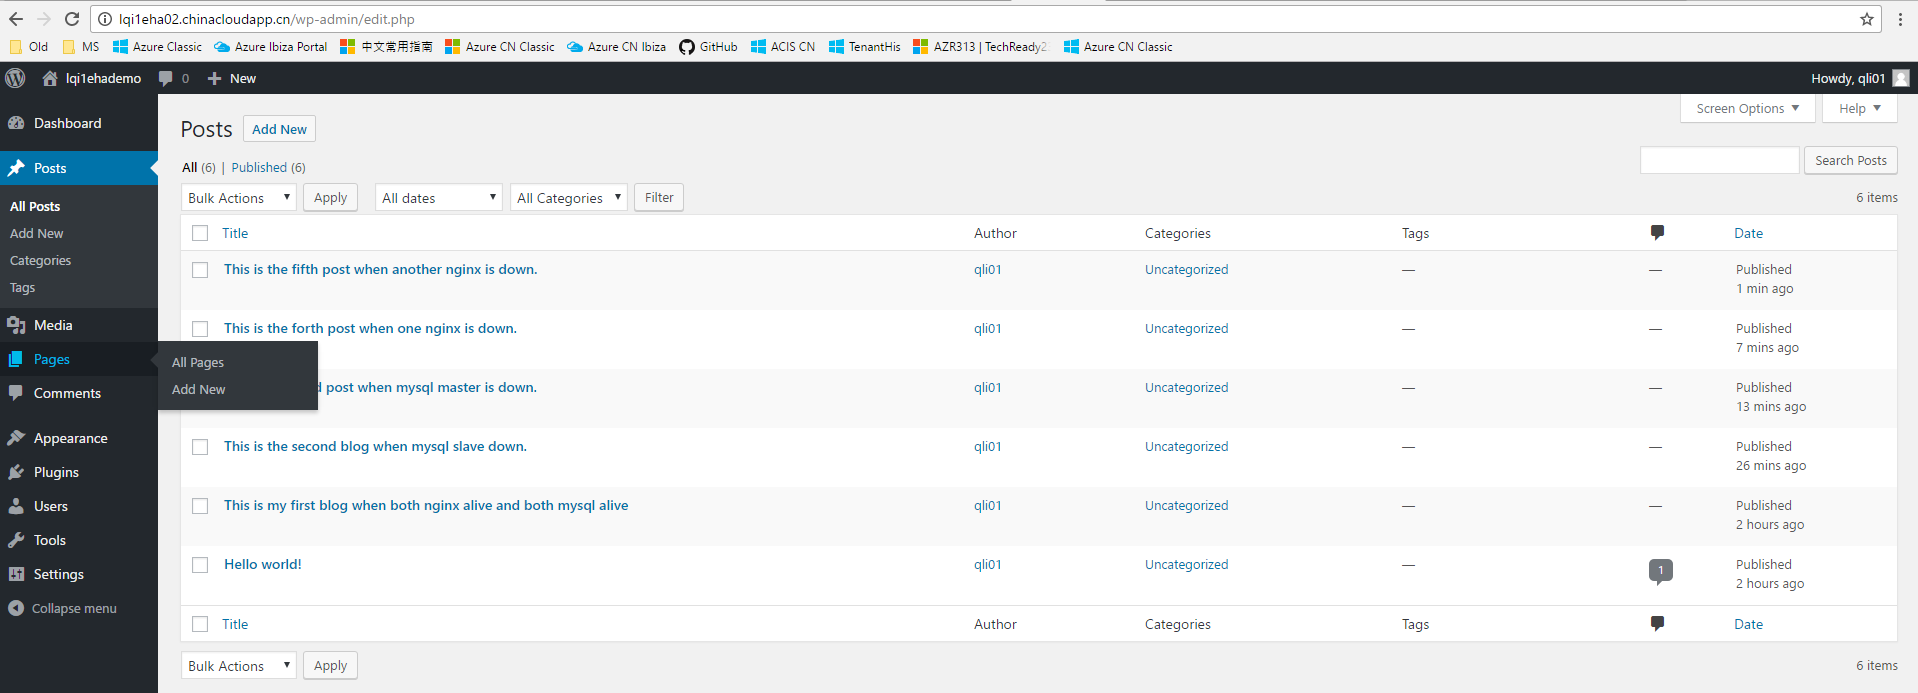 lqi1eha02.chinacloudapp.cn/wp-admin/edit.php
Old MS Azure Classic Azure Ibiza Portal 中文常用指南 Azure CN Classic Azure CN Ibiza GitHub ACIS CN TenantHis AZR313 | TechReady2 Azure CN Classic
lqi1ehademo 0 + New Howdy, qli01
Dashboard
Posts
All Posts
Add New
Categories
Tags
Media
Pages
All Pages
Add New
Comments
Appearance
Plugins
Users
Tools
Settings
Collapse menu
Screen Options ▼ Help ▼
Posts Add New
All (6) | Published (6)
Search Posts
Bulk Actions ▼ Apply All dates ▼ All Categories ▼ Filter 6 items
Title Author Categories Tags Date
This is the fifth post when another nginx is down. qli01 Uncategorized — — Published
1 min ago
This is the forth post when one nginx is down. qli01 Uncategorized — — Published
7 mins ago
d post when mysql master is down. qli01 Uncategorized — — Published
13 mins ago
This is the second blog when mysql slave down. qli01 Uncategorized — — Published
26 mins ago
This is my first blog when both nginx alive and both mysql alive qli01 Uncategorized — — Published
2 hours ago
Hello world! qli01 Uncategorized — 1 Published
2 hours ago
Title Author Categories Tags Date
Bulk Actions ▼ Apply 6 items